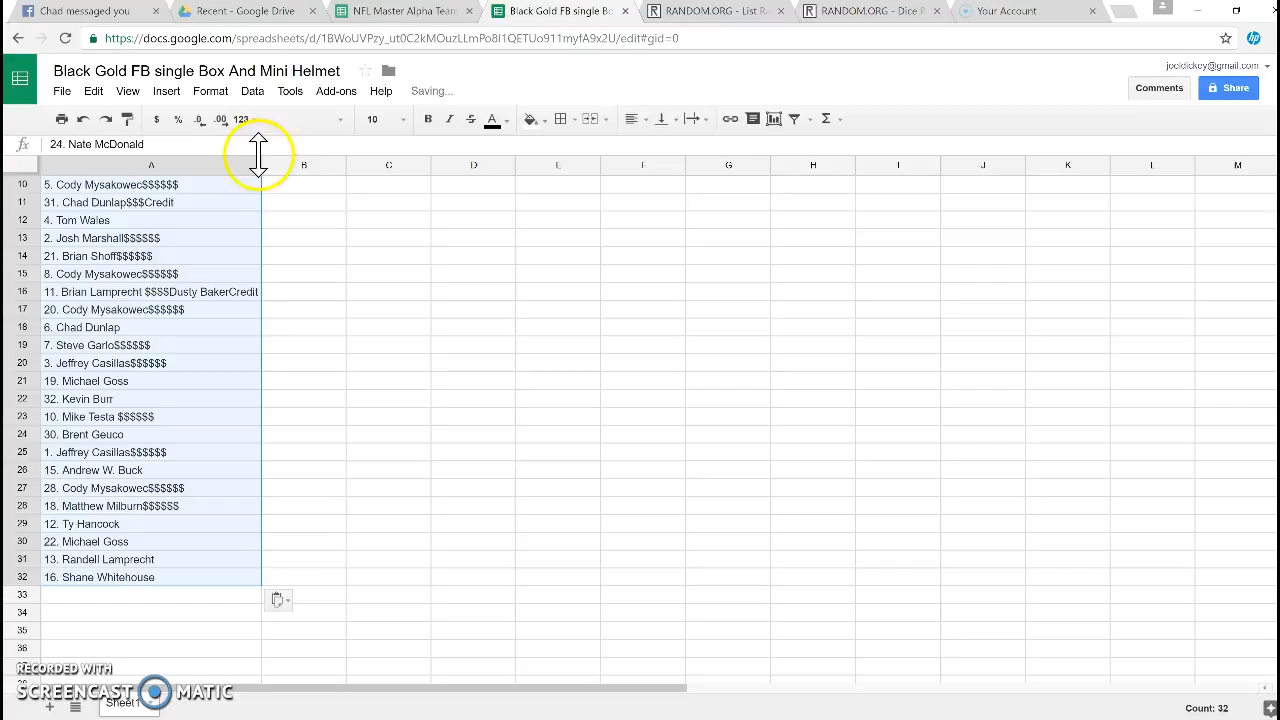 Chad messaged you
Recent - Google Drive
NFL Master Alpha Team
Black Gold FB single B
RANDOM.ORG - List R
RANDOM.ORG - Dice R
Your Account
https://docs.google.com/spreadsheets/d/1BWoUVPzy_ut0C2kMOuzLLmPo8I1QETUo911myfA9x2U/edit#gid=0
Black Gold FB single Box And Mini Helmet
joeldickey@gmail.com
File Edit View Insert Format Data Tools Add-ons Help Saving...
Comments
Share
$ % .0 .00 123 10 B I S A
fx 24. Nate McDonald
A B C D E F G H I J K L M
10 5. Cody Mysakowec$$$$$$
11 31. Chad Dunlap$$$Credit
12 4. Tom Wales
13 2. Josh Marshall$$$$$$
14 21. Brian Shoff$$$$$$
15 8. Cody Mysakowec$$$$$$
16 11. Brian Lamprecht $$$$Dusty BakerCredit
17 20. Cody Mysakowec$$$$$$
18 6. Chad Dunlap
19 7. Steve Garlo$$$$$$
20 3. Jeffrey Casillas$$$$$$
21 19. Michael Goss
22 32. Kevin Burr
23 10. Mike Testa $$$$$$
24 30. Brent Geuco
25 1. Jeffrey Casillas$$$$$$
26 15. Andrew W. Buck
27 28. Cody Mysakowec$$$$$$
28 18. Matthew Milburn$$$$$$
29 12. Ty Hancock
30 22. Michael Goss
31 13. Randell Lamprecht
32 16. Shane Whitehouse
33
34
35
36
RECORDED WITH
SCREENCAST MATIC
Sheet1
Count: 32